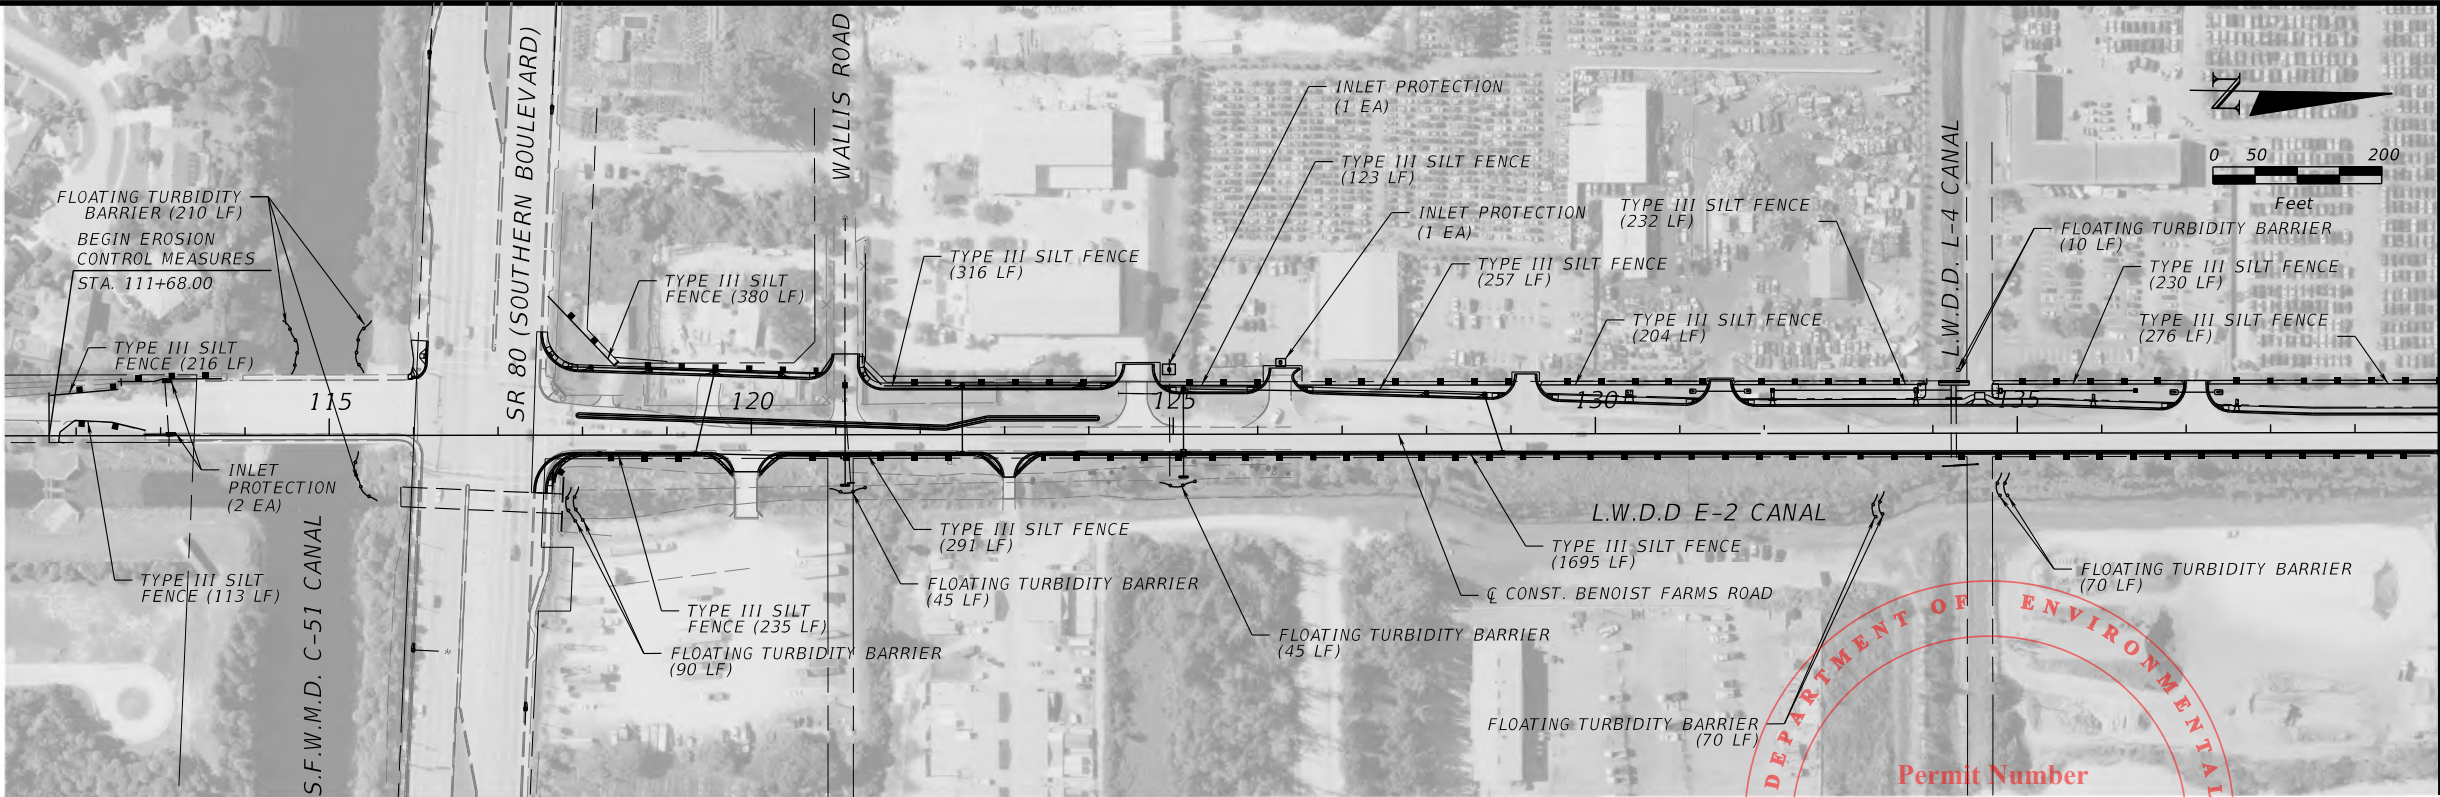 FLOATING TURBIDITY
BARRIER (210 LF)
BEGIN EROSION
CONTROL MEASURES
STA. 111+68.00
TYPE III SILT
FENCE (216 LF)
115
INLET
PROTECTION
(2 EA)
TYPE III SILT
FENCE (113 LF)
S.F.W.M.D. C-51 CANAL
*
SR 80 (SOUTHERN BOULEVARD)
WALLIS ROAD
TYPE III SILT
FENCE (380 LF)
120
TYPE III SILT FENCE
(316 LF)
INLET PROTECTION
(1 EA)
TYPE III SILT FENCE
(123 LF)
INLET PROTECTION
(1 EA)
TYPE III SILT FENCE
(257 LF)
125
TYPE III SILT FENCE
(232 LF)
TYPE III SILT FENCE
(204 LF)
130
L.W.D.D. L-4 CANAL
FLOATING TURBIDITY BARRIER
(10 LF)
TYPE III SILT FENCE
(230 LF)
TYPE III SILT FENCE
(276 LF)
135
N
0 50 200
Feet
TYPE III SILT
FENCE (235 LF)
FLOATING TURBIDITY BARRIER
(90 LF)
TYPE III SILT FENCE
(291 LF)
FLOATING TURBIDITY BARRIER
(45 LF)
FLOATING TURBIDITY BARRIER
(45 LF)
L.W.D.D E-2 CANAL
TYPE III SILT FENCE
(1695 LF)
℄ CONST. BENOIST FARMS ROAD
FLOATING TURBIDITY BARRIER
(70 LF)
FLOATING TURBIDITY BARRIER
(70 LF)
DEPARTMENT OF ENVIRONMENTAL
Permit Number